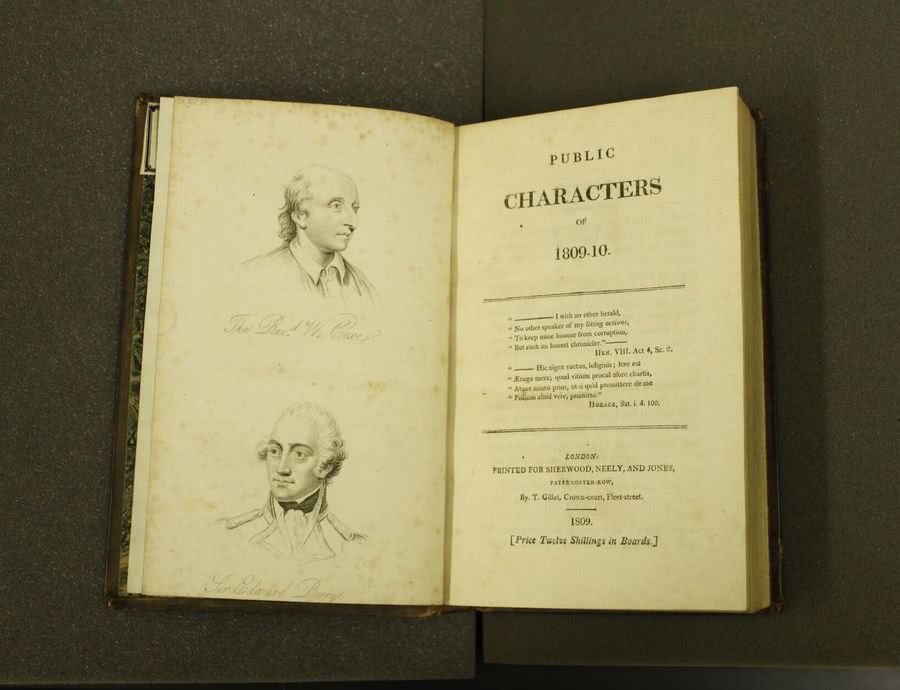 The Rev.d W. Coxe
Sir Edward Berry
PUBLIC
CHARACTERS
OF
1809-10.
" ———— I wish no other herald,
" No other speaker of my living actions,
" To keep mine honour from corruption,
" But such an honest chronicler." ——
HEN. VIII. Act 4, Sc. 2.
" —— Hic nigræ succus, loliginis; hæc est
" Ærugo mera; quod vitium procul afore chartis,
" Atque animo prius, ut si quid promittere de me
" Possum aliud vere, promitto."
HORACE, Sat. i. 4. 100.
LONDON:
PRINTED FOR SHERWOOD, NEELY, AND JONES,
PATERNOSTER-ROW,
By. T. Gillet, Crown-court, Fleet-street.
1809.
[Price Twelve Shillings in Boards.]